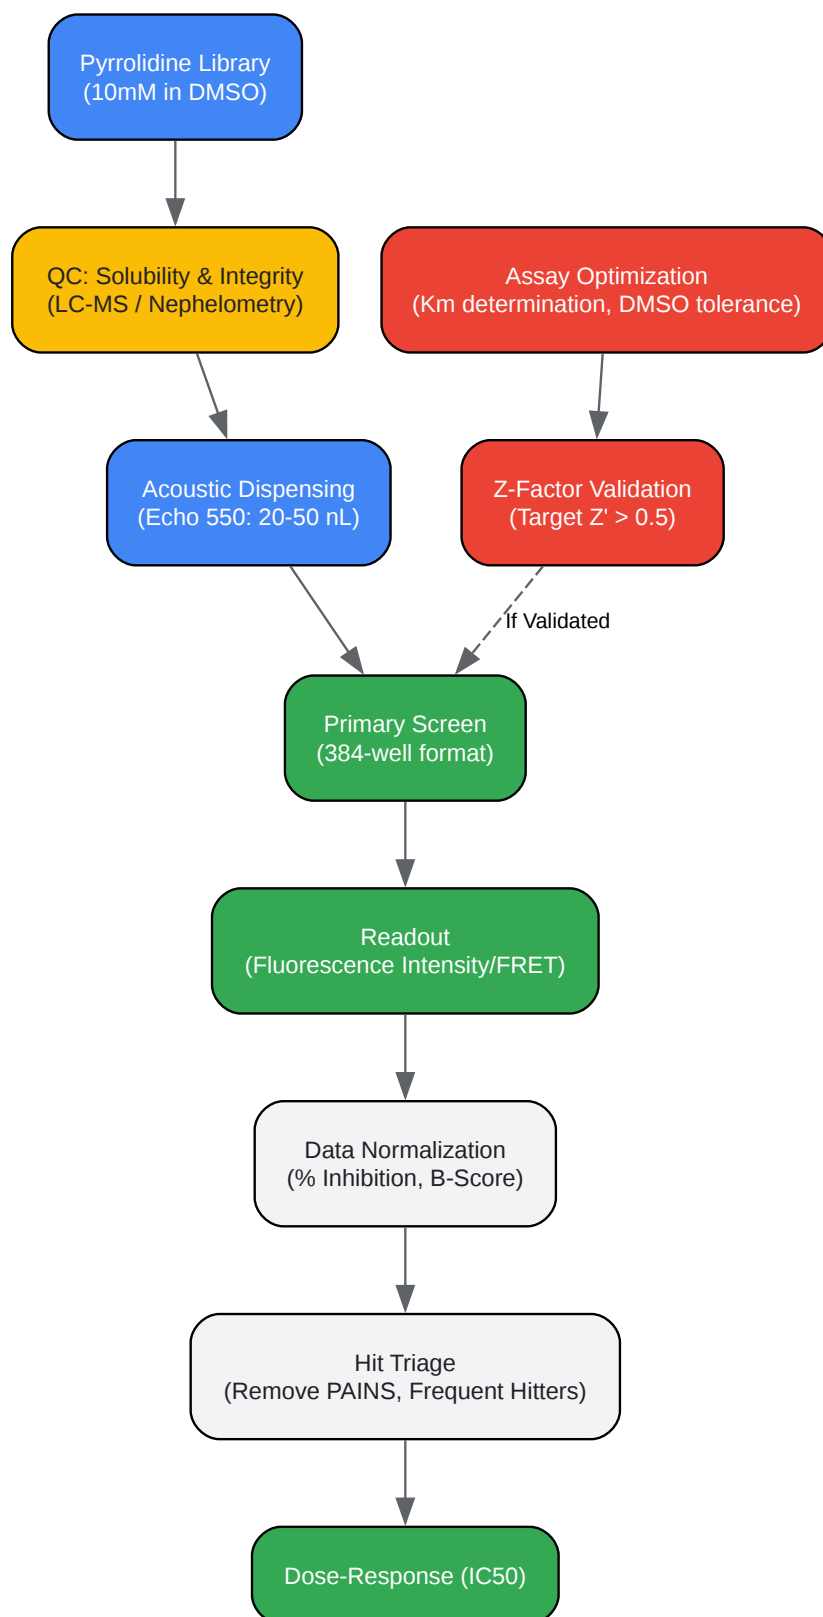 Pyrrolidine Library
(10mM in DMSO)
QC: Solubility & Integrity
(LC-MS / Nephelometry)
Assay Optimization
(Km determination, DMSO tolerance)
Acoustic Dispensing
(Echo 550: 20-50 nL)
Z-Factor Validation
(Target Z' > 0.5)
If Validated
Primary Screen
(384-well format)
Readout
(Fluorescence Intensity/FRET)
Data Normalization
(% Inhibition, B-Score)
Hit Triage
(Remove PAINS, Frequent Hitters)
Dose-Response (IC50)